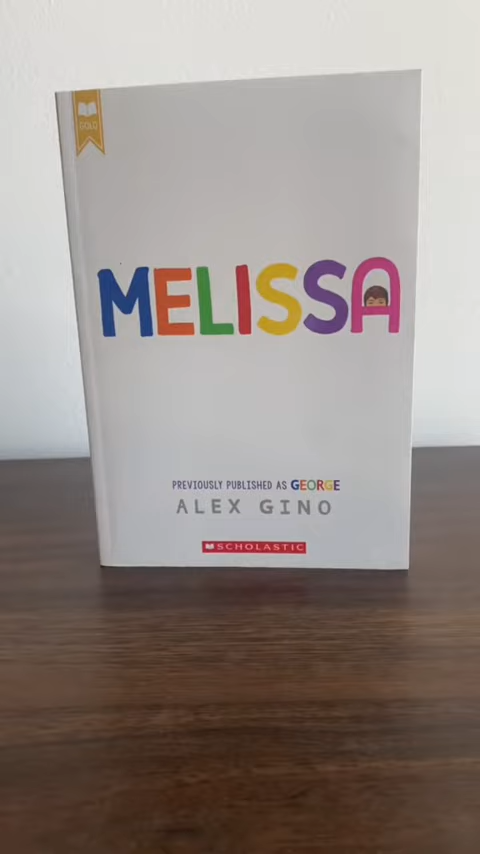 GOLD
MELISSA
PREVIOUSLY PUBLISHED AS GEORGE
ALEX GINO
SCHOLASTIC